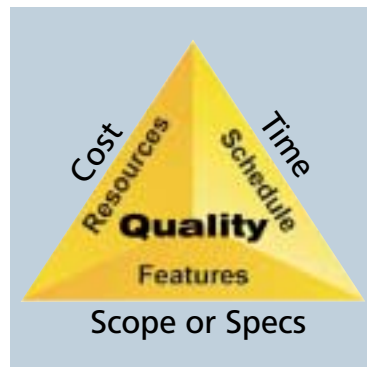 Cost
Time
Resources
Schedule
Quality
Features
Scope or Specs